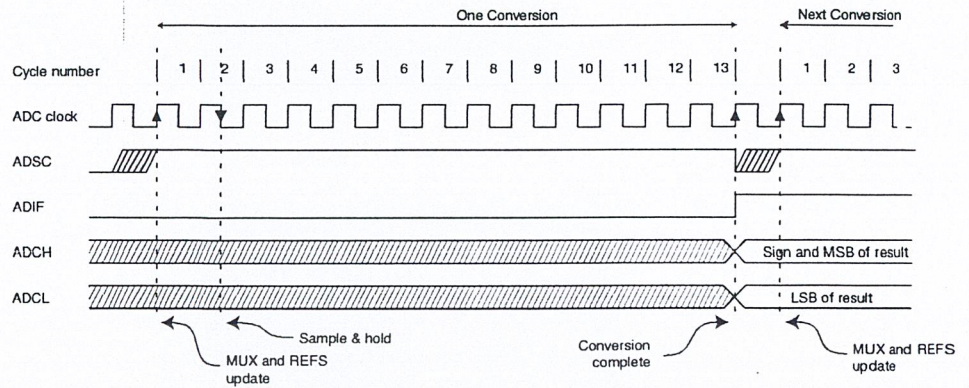 One Conversion
Next Conversion
Cycle number 1 2 3 4 5 6 7 8 9 10 11 12 13 1 2 3
ADC clock
ADSC
ADIF
ADCH
Sign and MSB of result
ADCL
LSB of result
Sample & hold
MUX and REFS
update
Conversion
complete
MUX and REFS
update